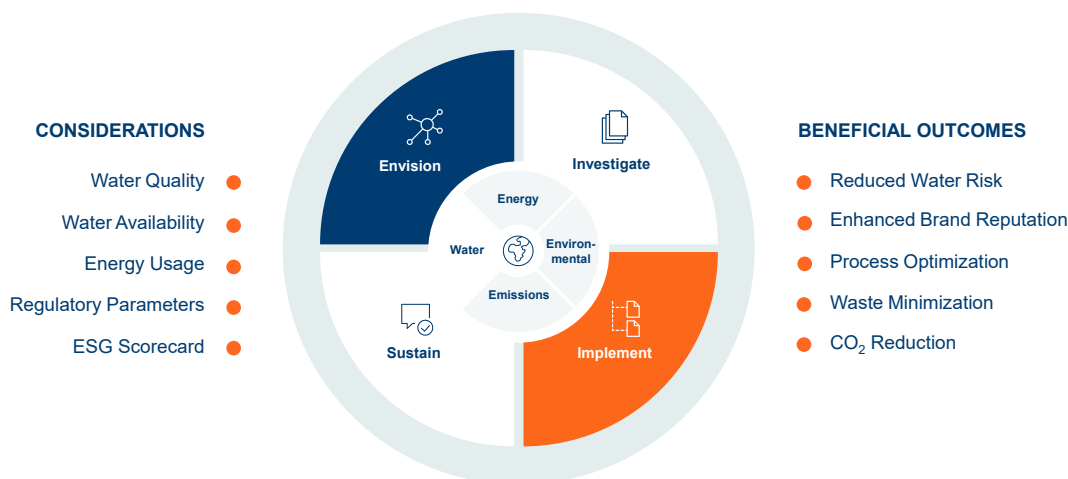 CONSIDERATIONS
Water Quality
Water Availability
Energy Usage
Regulatory Parameters
ESG Scorecard
Envision
Investigate
Energy
Water
Environ-
mental
Emissions
Sustain
Implement
BENEFICIAL OUTCOMES
Reduced Water Risk
Enhanced Brand Reputation
Process Optimization
Waste Minimization
CO₂ Reduction